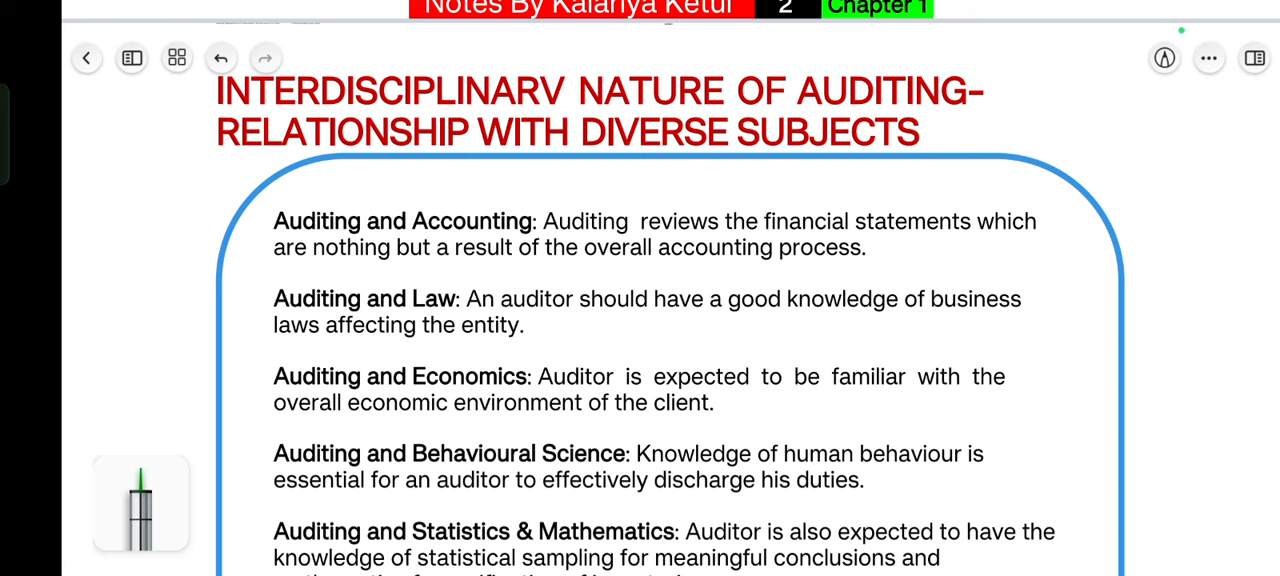 Notes By Kalariya Ketul 2 Chapter 1
INTERDISCIPLINARV NATURE OF AUDITING-
RELATIONSHIP WITH DIVERSE SUBJECTS
Auditing and Accounting: Auditing reviews the financial statements which
are nothing but a result of the overall accounting process.
Auditing and Law: An auditor should have a good knowledge of business
laws affecting the entity.
Auditing and Economics: Auditor is expected to be familiar with the
overall economic environment of the client.
Auditing and Behavioural Science: Knowledge of human behaviour is
essential for an auditor to effectively discharge his duties.
Auditing and Statistics & Mathematics: Auditor is also expected to have the
knowledge of statistical sampling for meaningful conclusions and